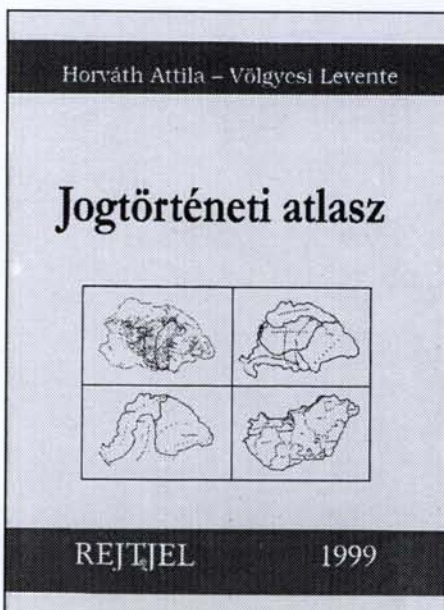 Horváth Attila – Völgyesi Levente
Jogtörténeti atlasz
REJTJEL 1999